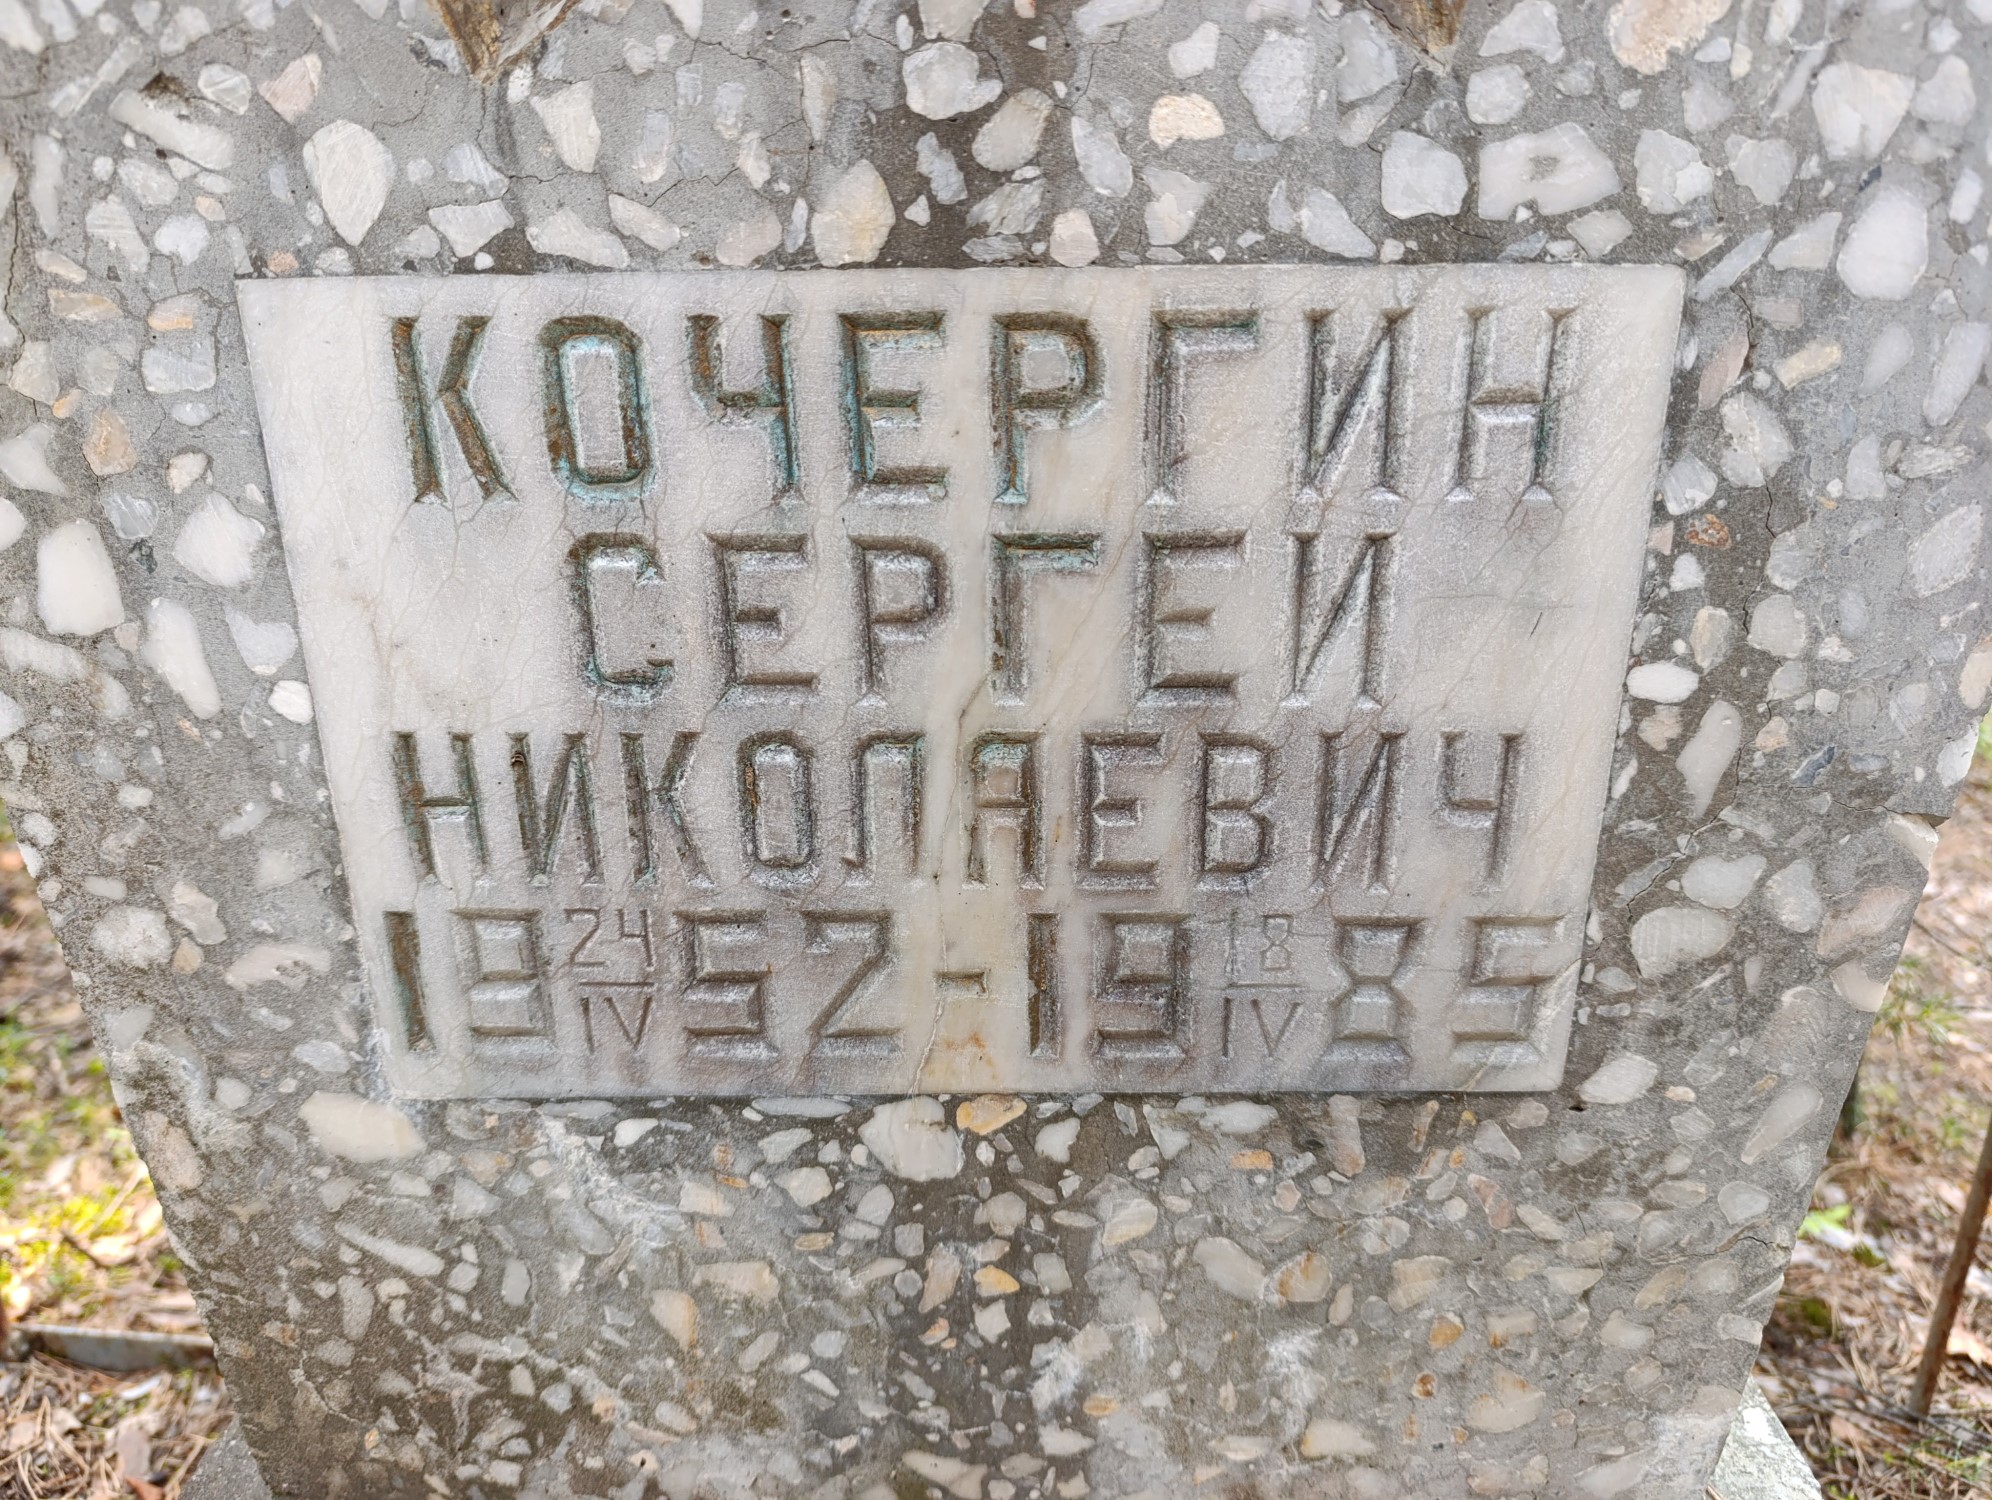 КОЧЕРГИН
СЕРГЕЙ
НИКОЛАЕВИЧ
19 24/IV 52 - 19 18/IV 85